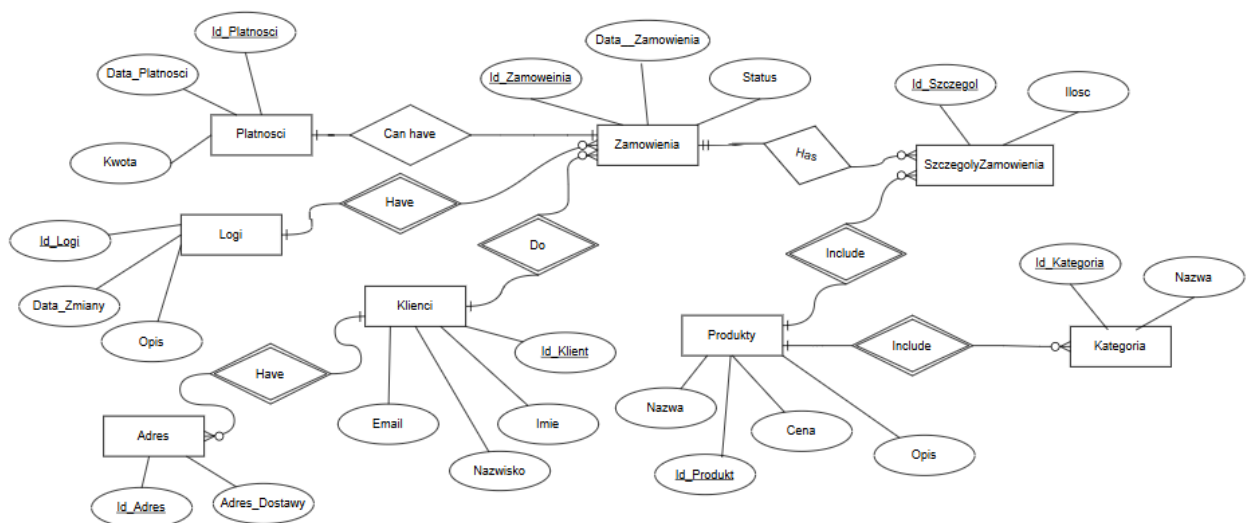 Id_Platnosci
Data__Zamowienia
Data_Platnosci
Id_Zamoweinia
Status
Id_Szczegol
Ilosc
Platnosci
Can have
Zamowienia
Has
SzczegolyZamowienia
Kwota
Have
Logi
Do
Id_Logi
Include
Id_Kategoria
Nazwa
Data_Zmiany
Klienci
Opis
Id_Klient
Produkty
Include
Kategoria
Have
Nazwa
Email
Imie
Cena
Adres
Opis
Nazwisko
Id_Produkt
Id_Adres
Adres_Dostawy